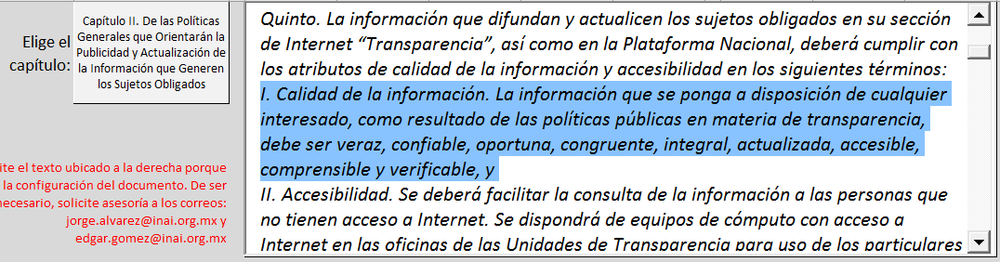 Elige el
capítulo:
Capítulo II. De las Políticas
Generales que Orientarán la
Publicidad y Actualización de
la Información que Generen
los Sujetos Obligados
ite el texto ubicado a la derecha porque
la configuración del documento. De ser
necesario, solicite asesoría a los correos:
jorge.alvarez@inai.org.mx y
edgar.gomez@inai.org.mx
Quinto. La información que difundan y actualicen los sujetos obligados en su sección
de Internet “Transparencia”, así como en la Plataforma Nacional, deberá cumplir con
los atributos de calidad de la información y accesibilidad en los siguientes términos:
I. Calidad de la información. La información que se ponga a disposición de cualquier
interesado, como resultado de las políticas públicas en materia de transparencia,
debe ser veraz, confiable, oportuna, congruente, integral, actualizada, accesible,
comprensible y verificable, y
II. Accesibilidad. Se deberá facilitar la consulta de la información a las personas que
no tienen acceso a Internet. Se dispondrá de equipos de cómputo con acceso a
Internet en las oficinas de las Unidades de Transparencia para uso de los particulares